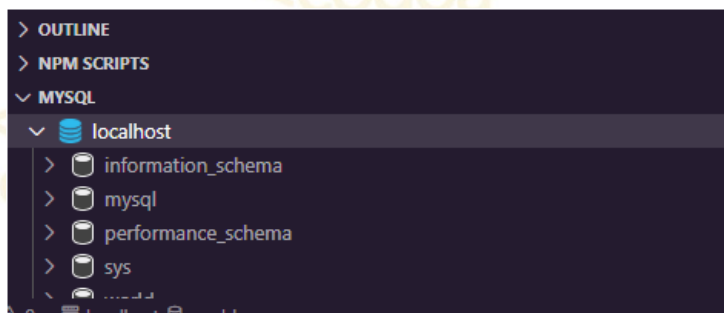 OUTLINE
NPM SCRIPTS
MYSQL
localhost
information_schema
mysql
performance_schema
sys